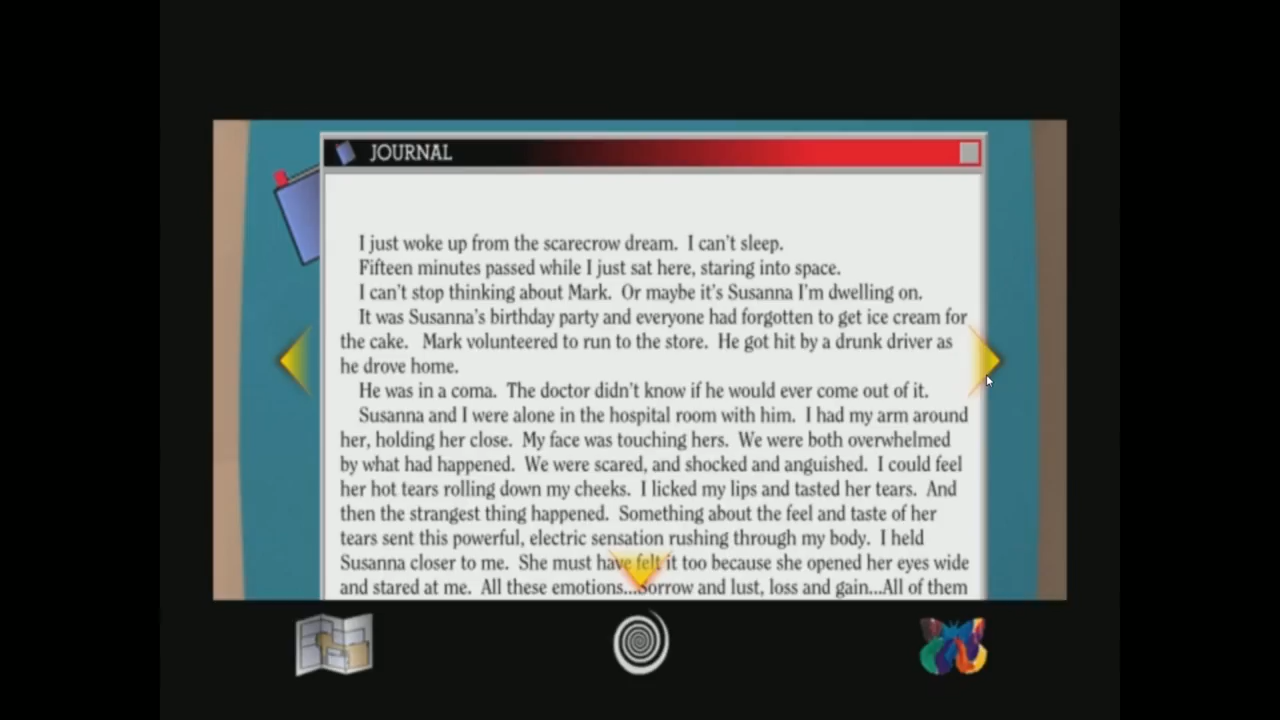 JOURNAL
I just woke up from the scarecrow dream. I can't sleep.
Fifteen minutes passed while I just sat here, staring into space.
I can't stop thinking about Mark. Or maybe it's Susanna I'm dwelling on.
It was Susanna's birthday party and everyone had forgotten to get ice cream for
the cake. Mark volunteered to run to the store. He got hit by a drunk driver as
he drove home.
He was in a coma. The doctor didn't know if he would ever come out of it.
Susanna and I were alone in the hospital room with him. I had my arm around
her, holding her close. My face was touching hers. We were both overwhelmed
by what had happened. We were scared, and shocked and anguished. I could feel
her hot tears rolling down my cheeks. I licked my lips and tasted her tears. And
then the strangest thing happened. Something about the feel and taste of her
tears sent this powerful, electric sensation rushing through my body. I held
Susanna closer to me. She must have felt it too because she opened her eyes wide
and stared at me. All these emotions...Sorrow and lust, loss and gain...All of them